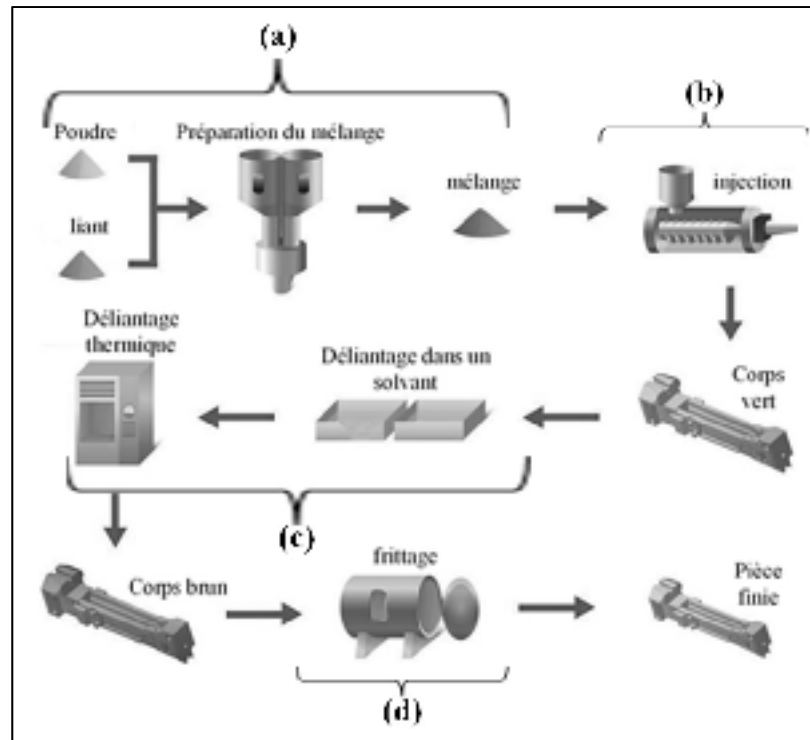 (a)
Poudre
Préparation du mélange
liant
mélange
(b)
injection
Déliantage
thermique
Déliantage dans un
solvant
Corps
vert
(c)
Corps brun
frittage
Pièce
finie
(d)